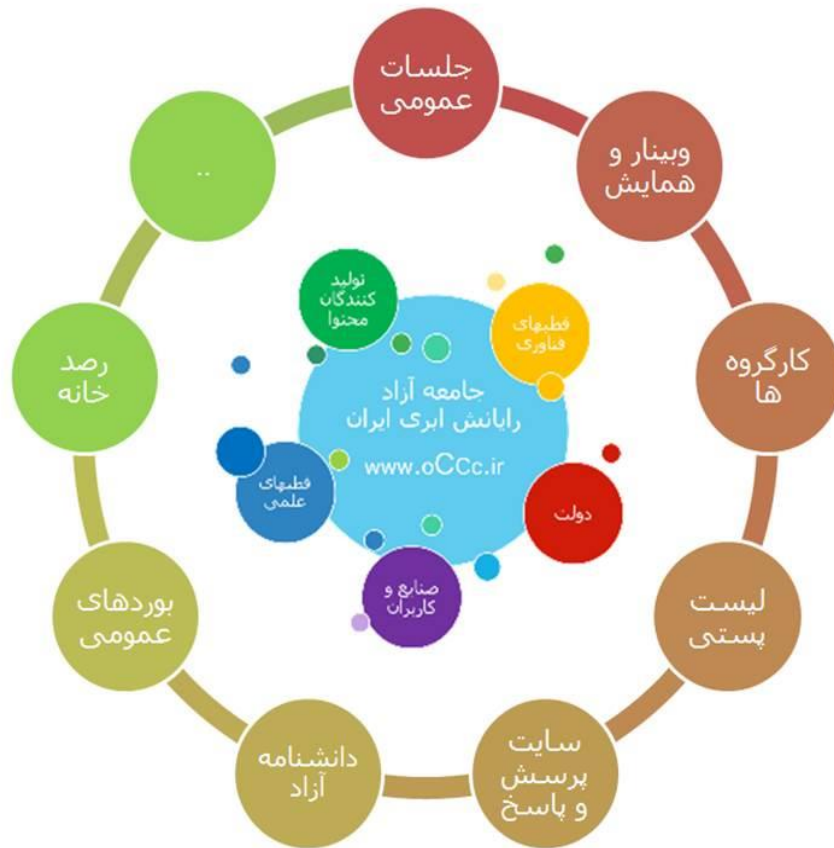 جلسات
عمومی
وبینار و
همایش
کارگروه
ها
لیست
پستی
سایت
پرسش
و پاسخ
دانشنامه
آزاد
بوردهای
عمومی
رصد
خانه
..
تولید
کنندگان
محتوا
قطبهای
فناوری
جامعه آزاد
رایانش ابری ایران
www.oCCc.ir
دولت
صنایع و
کاربران
قطبهای
علمی